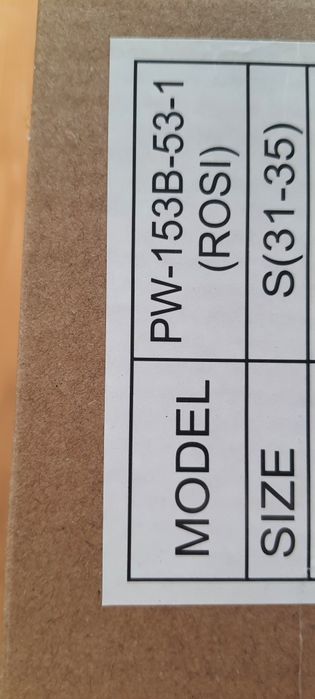 MODEL PW-153B-53-1
(ROSI)
SIZE S(31-35)